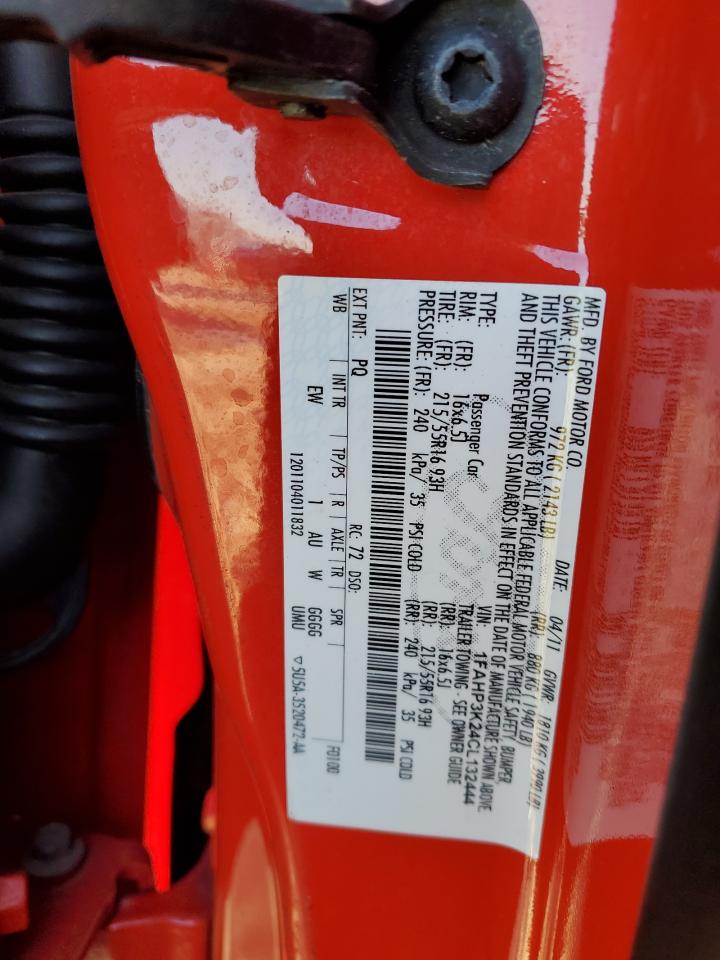 MFD. BY FORD MOTOR CO.
DATE: 04/11 GVWR: 1810 KG ( 3990 LB)
GAWR: (FR): 972 KG ( 2143 LB) (RR): 880 KG ( 1940 LB)
THIS VEHICLE CONFORMS TO ALL APPLICABLE FEDERAL MOTOR VEHICLE SAFETY, BUMPER,
AND THEFT PREVENTION STANDARDS IN EFFECT ON THE DATE OF MANUFACTURE SHOWN ABOVE.
VIN: 1FAHP3K24CL132444
TYPE: Passenger Car TRAILER TOWING - SEE OWNER GUIDE
RIM: (FR): 16x6.5J (RR): 16x6.5J
TIRE: (FR): 215/55R16 93H (RR): 215/55R16 93H
PRESSURE: (FR): 240 kPa/ 35 PSI COLD (RR): 240 kPa/ 35 PSI COLD
EXT PNT: PQ RC: 72 DSO: F0100
WB INT TR TP/PS R AXLE TR SPR
EW 1 AU W GGGG
1201104011832 UMU 5U5A-3520472-AA